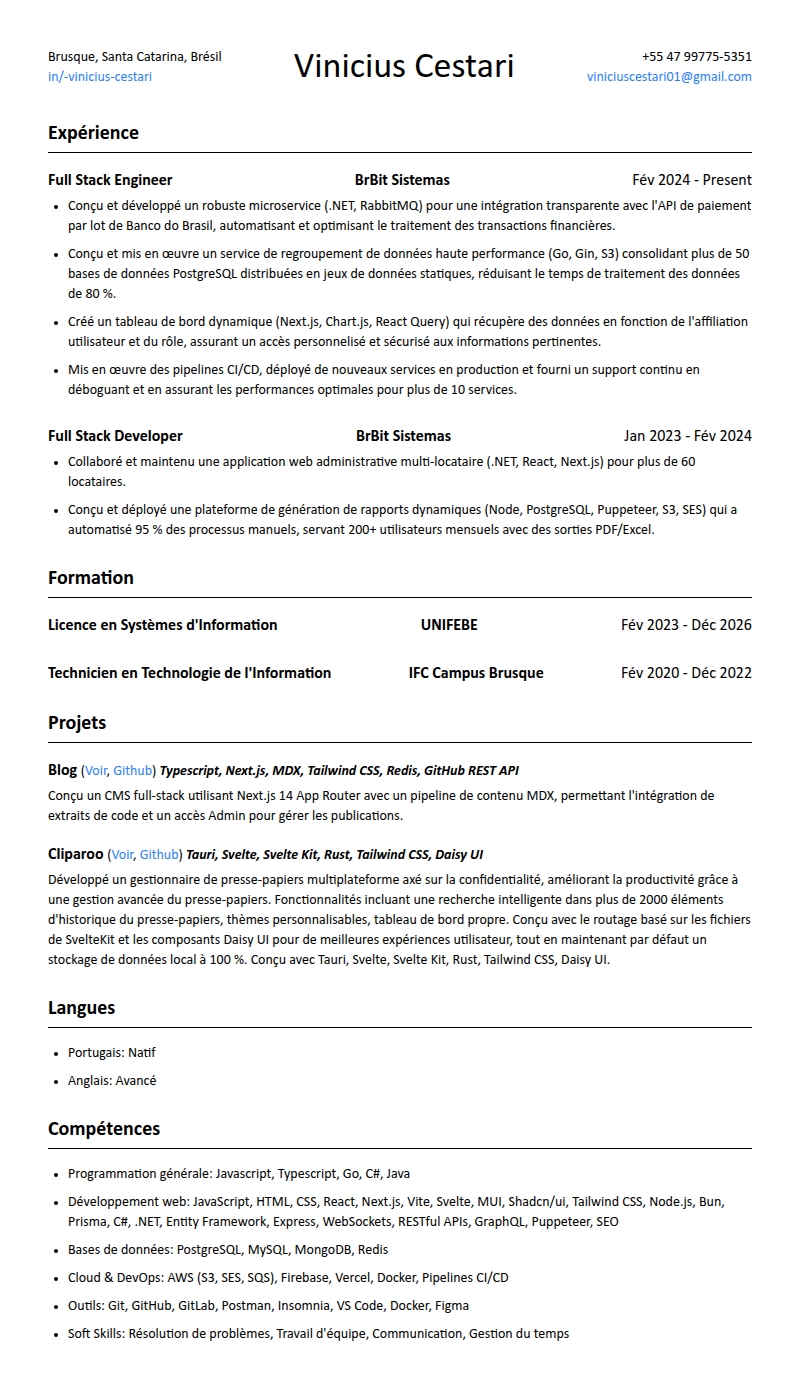 Brusque, Santa Catarina, Brésil
in/-vinicius-cestari
Vinicius Cestari
+55 47 99775-5351
viniciuscestari01@gmail.com
Expérience
Full Stack Engineer BrBit Sistemas Fév 2024 - Present
• Conçu et développé un robuste microservice (.NET, RabbitMQ) pour une intégration transparente avec l'API de paiement
par lot de Banco do Brasil, automatisant et optimisant le traitement des transactions financières.
• Conçu et mis en œuvre un service de regroupement de données haute performance (Go, Gin, S3) consolidant plus de 50
bases de données PostgreSQL distribuées en jeux de données statiques, réduisant le temps de traitement des données
de 80 %.
• Créé un tableau de bord dynamique (Next.js, Chart.js, React Query) qui récupère des données en fonction de l'affiliation
utilisateur et du rôle, assurant un accès personnelisé et sécurisé aux informations pertinentes.
• Mis en œuvre des pipelines CI/CD, déployé de nouveaux services en production et fourni un support continu en
déboguant et en assurant les performances optimales pour plus de 10 services.
Full Stack Developer BrBit Sistemas Jan 2023 - Fév 2024
• Collaboré et maintenu une application web administrative multi-locataire (.NET, React, Next.js) pour plus de 60
locataires.
• Conçu et déployé une plateforme de génération de rapports dynamiques (Node, PostgreSQL, Puppeteer, S3, SES) qui a
automatisé 95 % des processus manuels, servant 200+ utilisateurs mensuels avec des sorties PDF/Excel.
Formation
Licence en Systèmes d'Information UNIFEBE Fév 2023 - Déc 2026
Technicien en Technologie de l'Information IFC Campus Brusque Fév 2020 - Déc 2022
Projets
Blog (Voir, Github) Typescript, Next.js, MDX, Tailwind CSS, Redis, GitHub REST API
Conçu un CMS full-stack utilisant Next.js 14 App Router avec un pipeline de contenu MDX, permettant l'intégration de
extraits de code et un accès Admin pour gérer les publications.
Cliparoo (Voir, Github) Tauri, Svelte, Svelte Kit, Rust, Tailwind CSS, Daisy UI
Développé un gestionnaire de presse-papiers multiplateforme axé sur la confidentialité, améliorant la productivité grâce à
une gestion avancée du presse-papiers. Fonctionnalités incluant une recherche intelligente dans plus de 2000 éléments
d'historique du presse-papiers, thèmes personnalisables, tableau de bord propre. Conçu avec le routage basé sur les fichiers
de SvelteKit et les composants Daisy UI pour de meilleures expériences utilisateur, tout en maintenant par défaut un
stockage de données local à 100 %. Conçu avec Tauri, Svelte, Svelte Kit, Rust, Tailwind CSS, Daisy UI.
Langues
• Portugais: Natif
• Anglais: Avancé
Compétences
• Programmation générale: Javascript, Typescript, Go, C#, Java
• Développement web: JavaScript, HTML, CSS, React, Next.js, Vite, Svelte, MUI, Shadcn/ui, Tailwind CSS, Node.js, Bun,
Prisma, C#, .NET, Entity Framework, Express, WebSockets, RESTful APIs, GraphQL, Puppeteer, SEO
• Bases de données: PostgreSQL, MySQL, MongoDB, Redis
• Cloud & DevOps: AWS (S3, SES, SQS), Firebase, Vercel, Docker, Pipelines CI/CD
• Outils: Git, GitHub, GitLab, Postman, Insomnia, VS Code, Docker, Figma
• Soft Skills: Résolution de problèmes, Travail d'équipe, Communication, Gestion du temps